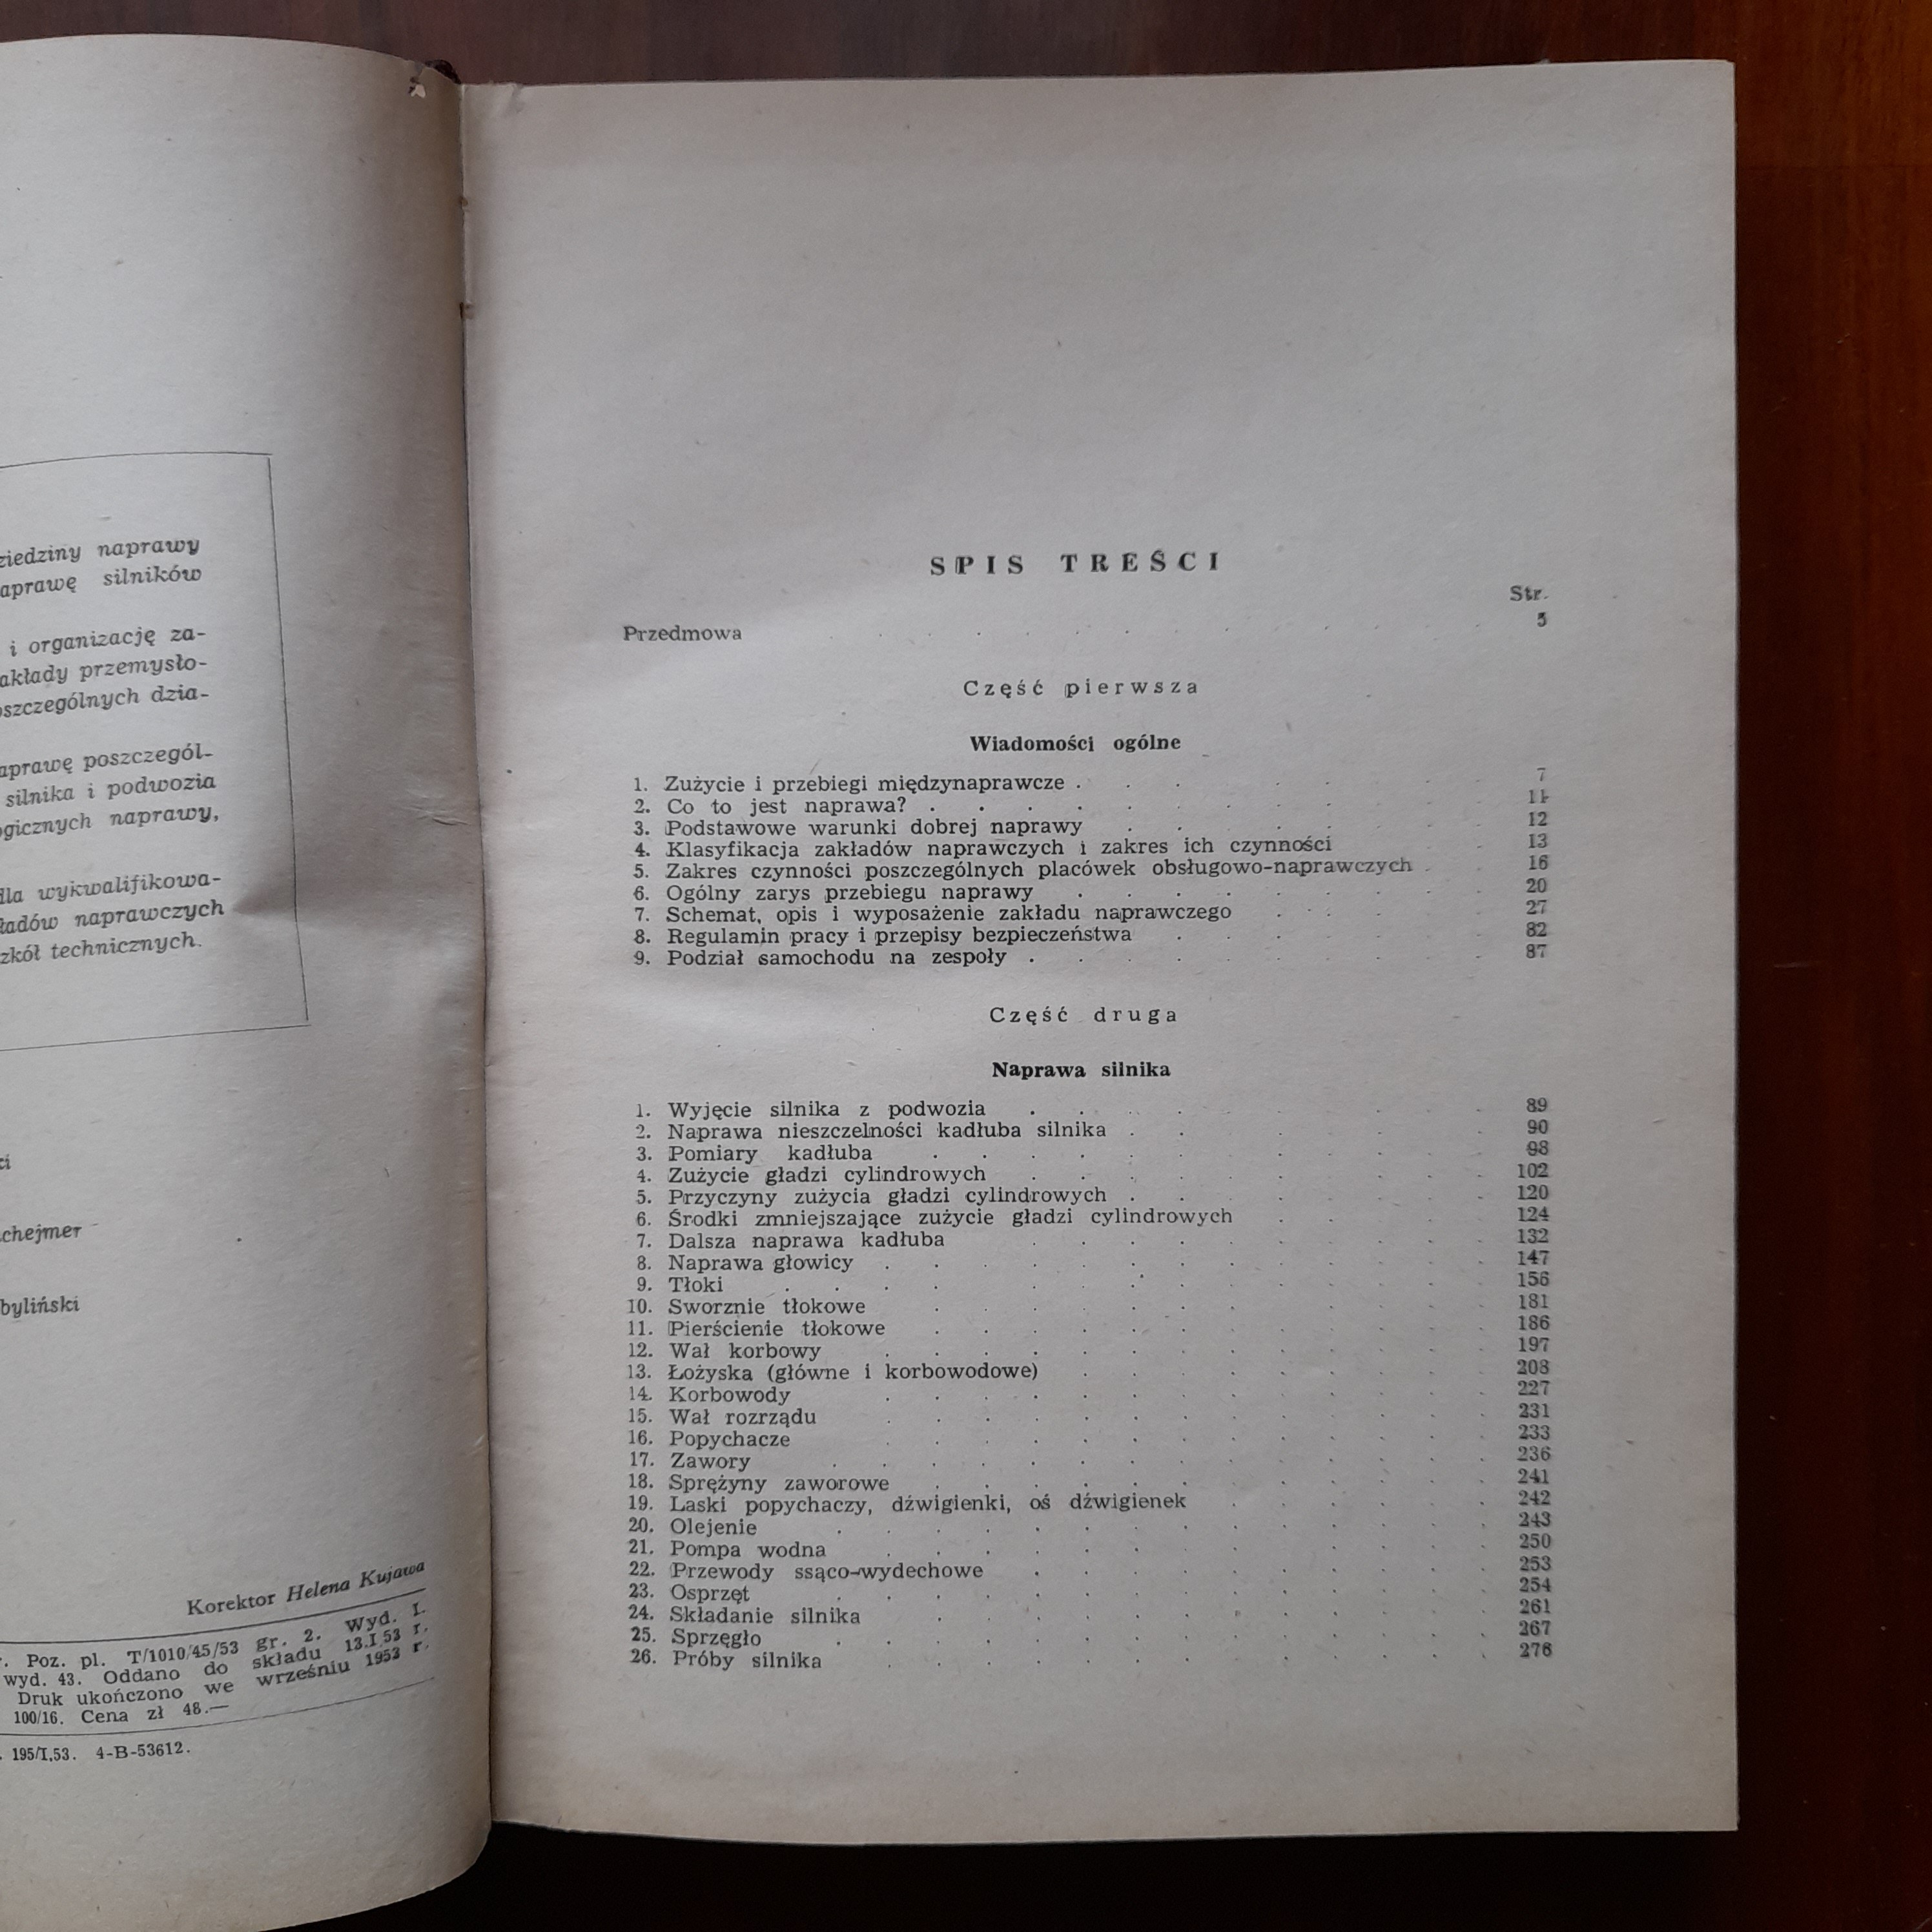 naprawy
silników
i organizację za-
przemysło-
dzia-
poszczegól-
silnika i podwozia
naprawy,
dla wykwalifikowa-
naprawczych
technicznych.
Korektor Helena Kujawa
Poz. pl. T/1010/45/53 gr. 2. Wyd. I.
wyd. 43. Oddano do składu 13.I 53 r.
Druk ukończono we wrześniu 1953 r.
100/16. Cena zł 48.—
195/I,53. 4-B-53612.
SPIS TREŚCI
Str.
Przedmowa 5
Część pierwsza
Wiadomości ogólne
1. Zużycie i przebiegi międzynaprawcze . 7
2. Co to jest naprawa? . 11
3. Podstawowe warunki dobrej naprawy 12
4. Klasyfikacja zakładów naprawczych i zakres ich czynności 13
5. Zakres czynności poszczególnych placówek obsługowo-naprawczych . 16
6. Ogólny zarys przebiegu naprawy 20
7. Schemat, opis i wyposażenie zakładu naprawczego 27
8. Regulamin pracy i przepisy bezpieczeństwa 82
9. Podział samochodu na zespoły . 87
Część druga
Naprawa silnika
1. Wyjęcie silnika z podwozia . 89
2. Naprawa nieszczelności kadłuba silnika . 90
3. Pomiary kadłuba . 98
4. Zużycie gładzi cylindrowych . 102
5. Przyczyny zużycia gładzi cylindrowych . 120
6. Środki zmniejszające zużycie gładzi cylindrowych . 124
7. Dalsza naprawa kadłuba . 132
8. Naprawa głowicy . 147
9. Tłoki . 156
10. Sworznie tłokowe . 181
11. Pierścienie tłokowe . 186
12. Wał korbowy . 197
13. Łożyska (główne i korbowodowe) . 208
14. Korbowody . 227
15. Wał rozrządu . 231
16. Popychacze . 233
17. Zawory . 236
18. Sprężyny zaworowe . 241
19. Laski popychaczy, dźwigienki, oś dźwigienek . 242
20. Olejenie . 243
21. Pompa wodna . 250
22. Przewody ssąco-wydechowe . 253
23. Osprzęt . 254
24. Składanie silnika . 261
25. Sprzęgło . 267
26. Próby silnika . 276